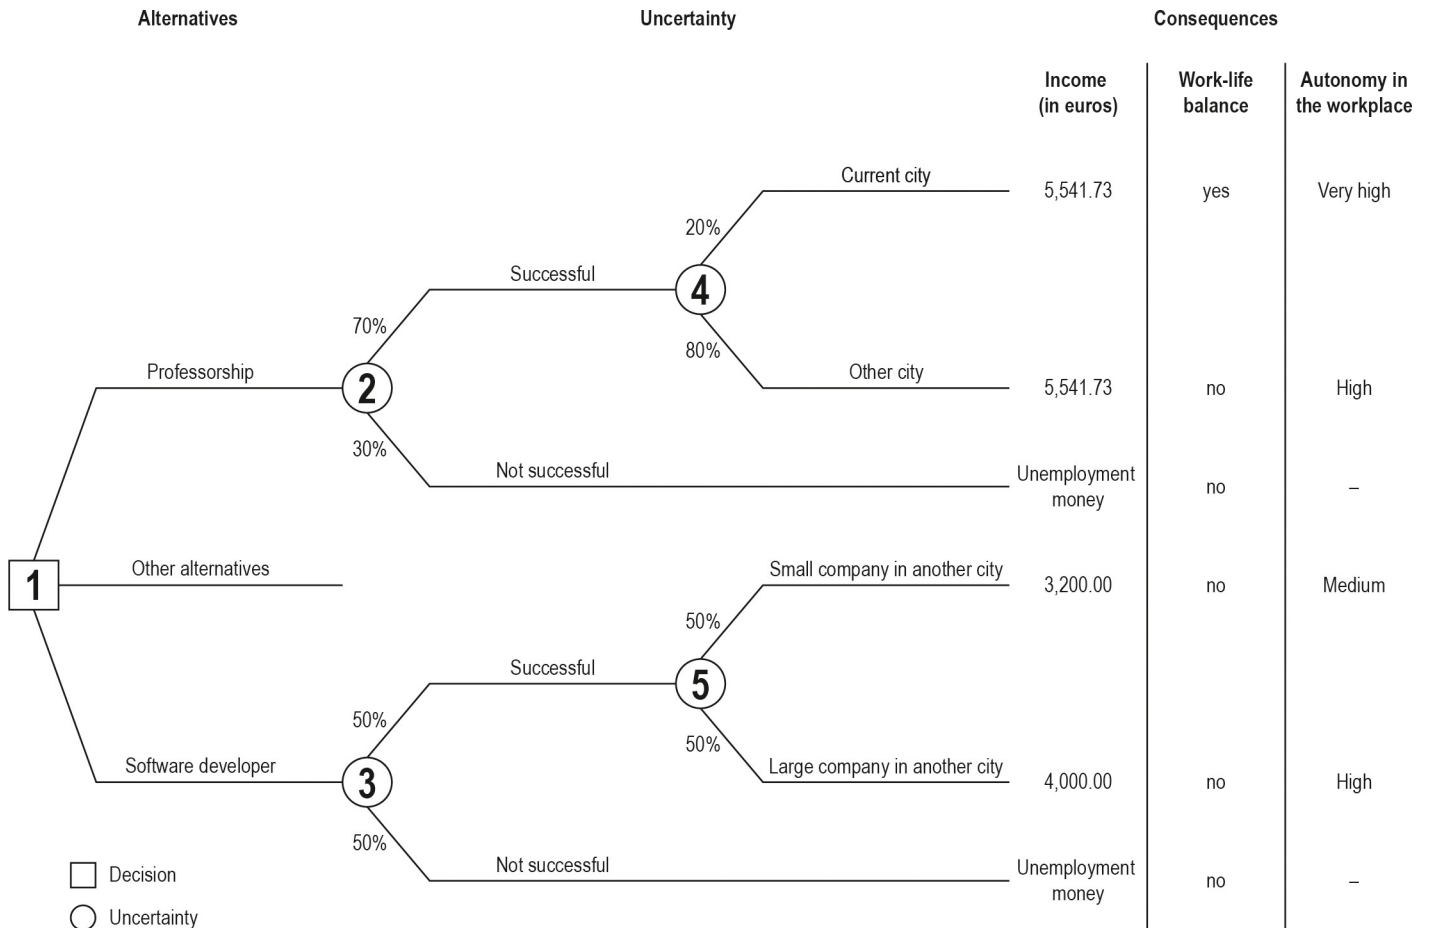 Alternatives
Uncertainty
Consequences
Income
(in euros)
Work-life
balance
Autonomy in
the workplace
Current city
5,541.73
yes
Very high
20%
Successful
4
70%
80%
Professorship
Other city
2
5,541.73
no
High
30%
Not successful
Unemployment
money
no
–
Other alternatives
Small company in another city
1
3,200.00
no
Medium
50%
Successful
5
50%
50%
Software developer
Large company in another city
3
4,000.00
no
High
50%
Not successful
Unemployment
money
no
–
Decision
Uncertainty